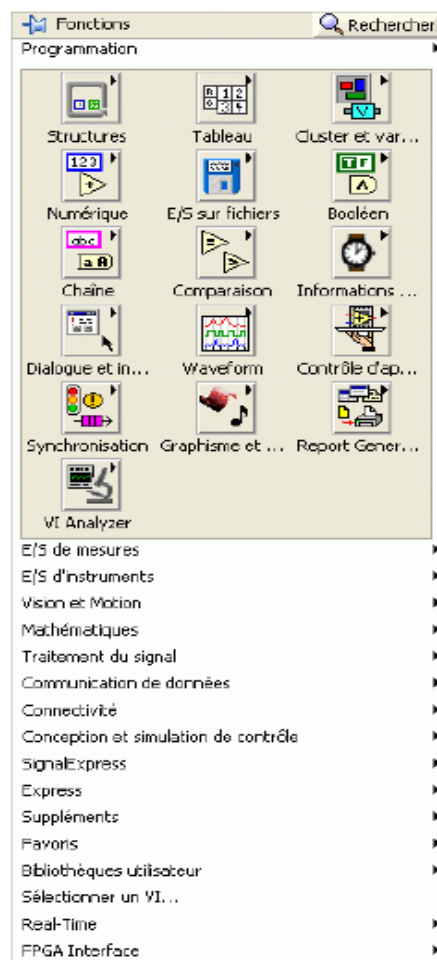 Fonctions Rechercher
Programmation
Structures Tableau Cluster et var...
123
Numérique E/S sur fichiers Booléen
TF
abc
a A
Chaîne Comparaison Informations ...
Dialogue et in... Waveform Contrôle d'ap...
Synchronisation Graphisme et ... Report Gener...
VI Analyzer
E/S de mesures
E/S d'instruments
Vision et Motion
Mathématiques
Traitement du signal
Communication de données
Connectivité
Conception et simulation de contrôle
SignalExpress
Express
Suppléments
Favoris
Bibliothèques utilisateur
Sélectionner un VI...
Real-Time
FPGA Interface